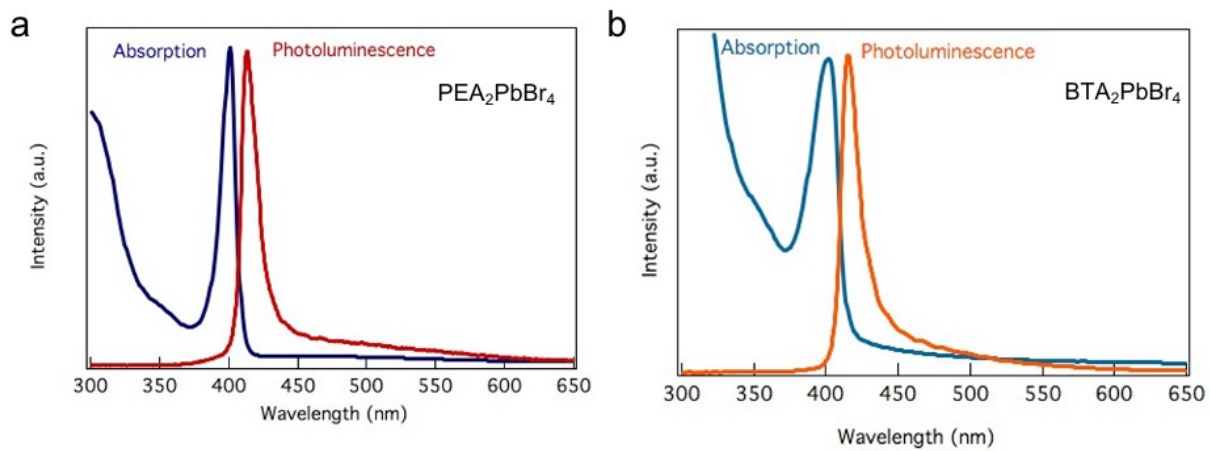 a
Absorption
Photoluminescence
PEA₂PbBr₄
Intensity (a.u.)
300 350 400 450 500 550 600 650
Wavelength (nm)
b
Absorption
Photoluminescence
BTA₂PbBr₄
Intensity (a.u.)
300 350 400 450 500 550 600 650
Wavelength (nm)